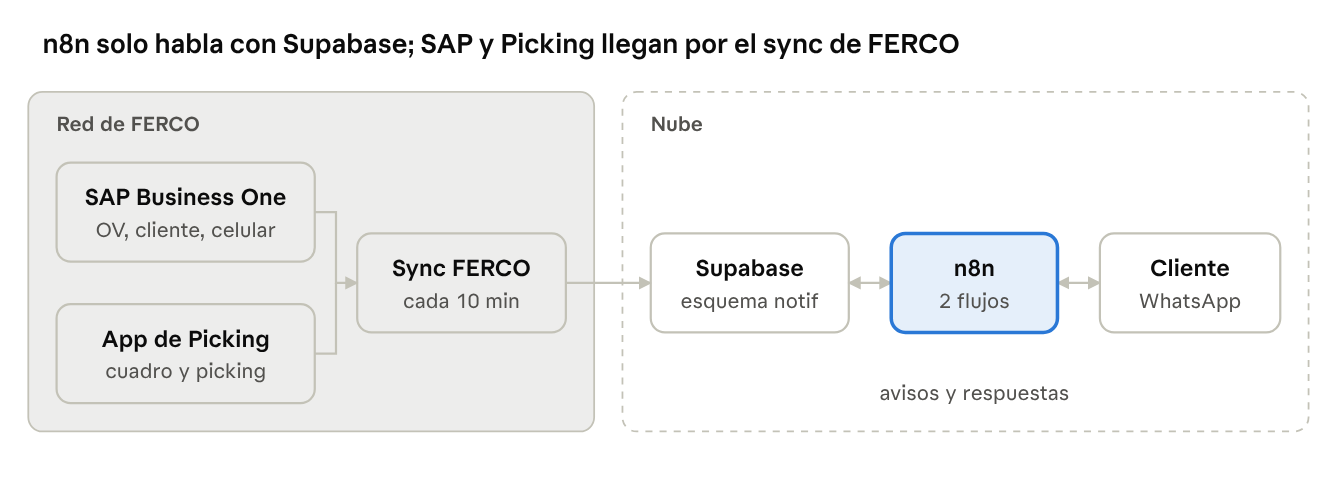 n8n solo habla con Supabase; SAP y Picking llegan por el sync de FERCO
Red de FERCO
SAP Business One
OV, cliente, celular
App de Picking
cuadro y picking
Sync FERCO
cada 10 min
Nube
Supabase
esquema notif
n8n
2 flujos
Cliente
WhatsApp
avisos y respuestas